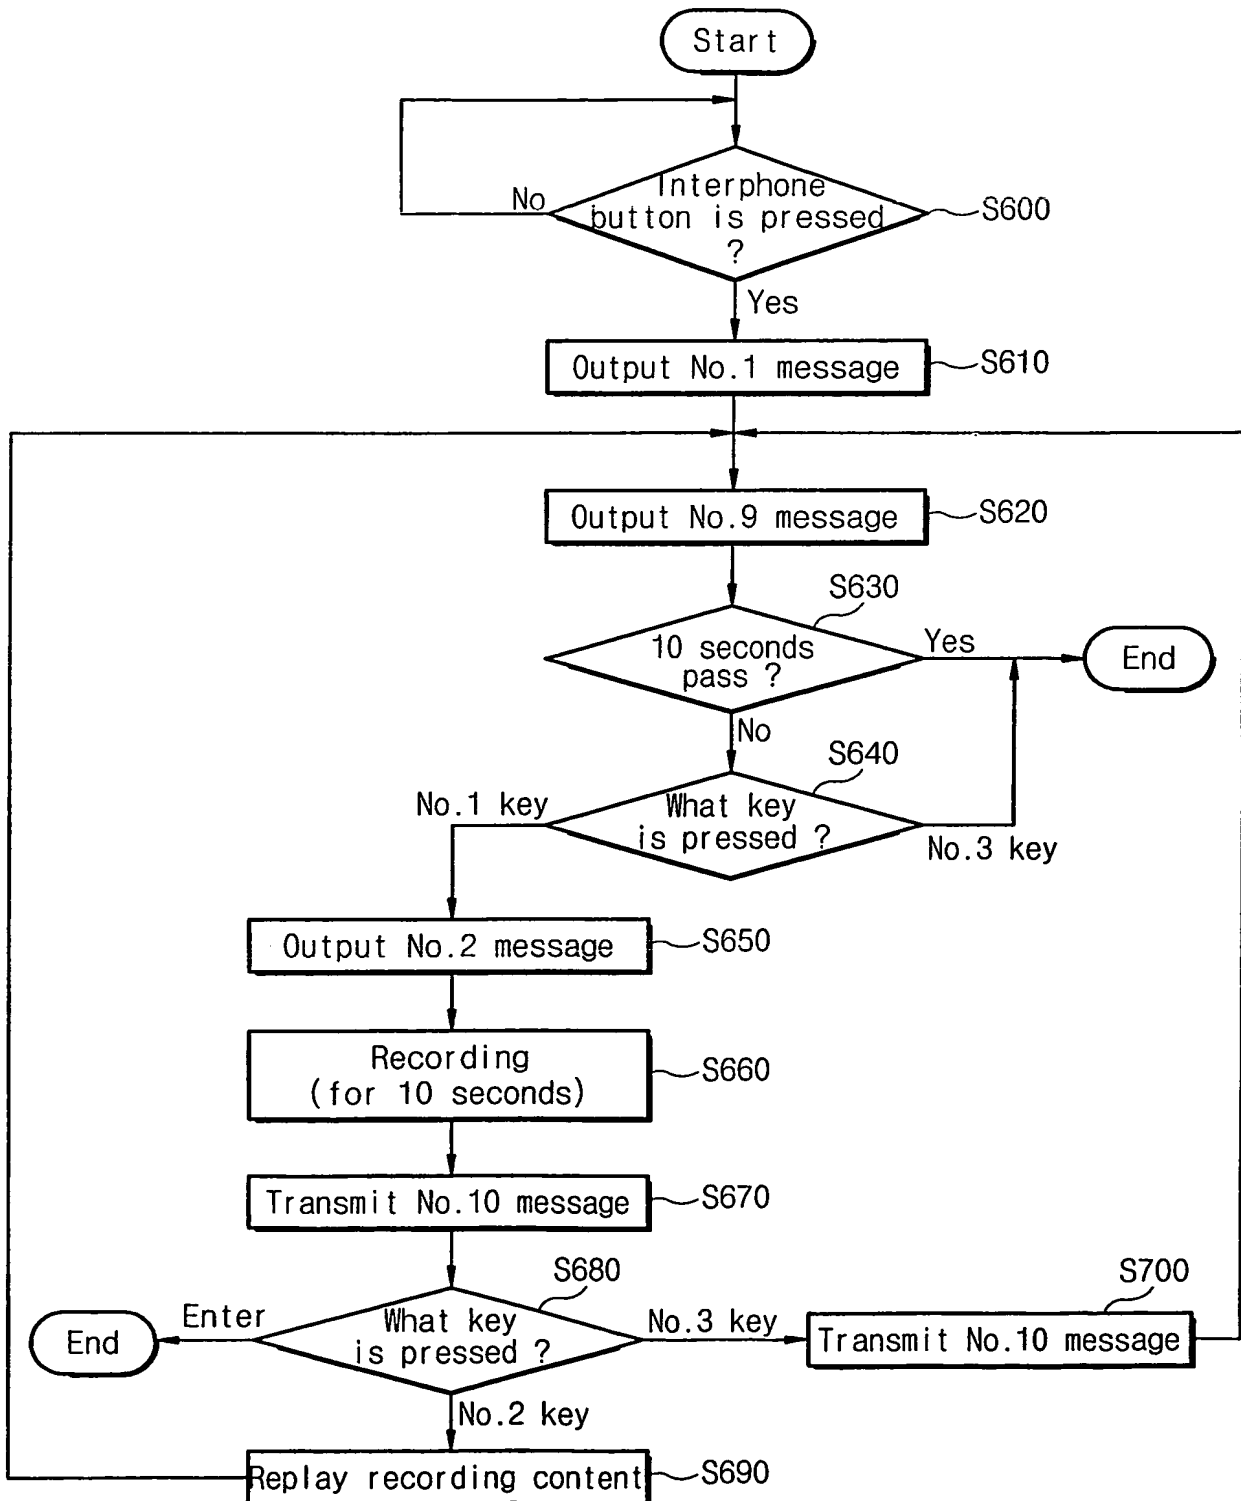 Start
Interphone
button is pressed
?
No
S600
Yes
Output No.1 message
S610
Output No.9 message
S620
S630
10 seconds
pass ?
Yes
End
No
S640
What key
is pressed ?
No.1 key
No.3 key
Output No.2 message
S650
Recording
(for 10 seconds)
S660
Transmit No.10 message
S670
S680
What key
is pressed ?
Enter
End
No.3 key
S700
Transmit No.10 message
No.2 key
Replay recording content
S690